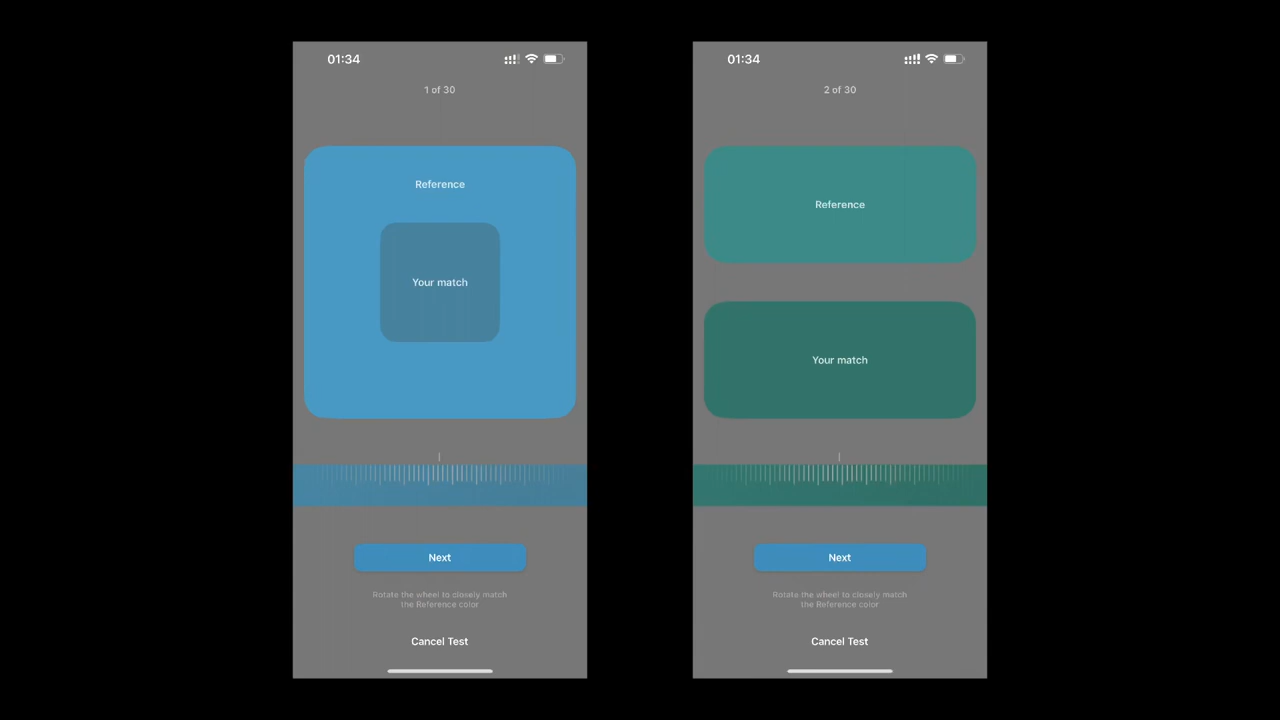 01:34
1 of 30
Reference
Your match
Next
Rotate the wheel to closely match
the Reference color
Cancel Test
01:34
2 of 30
Reference
Your match
Next
Rotate the wheel to closely match
the Reference color
Cancel Test